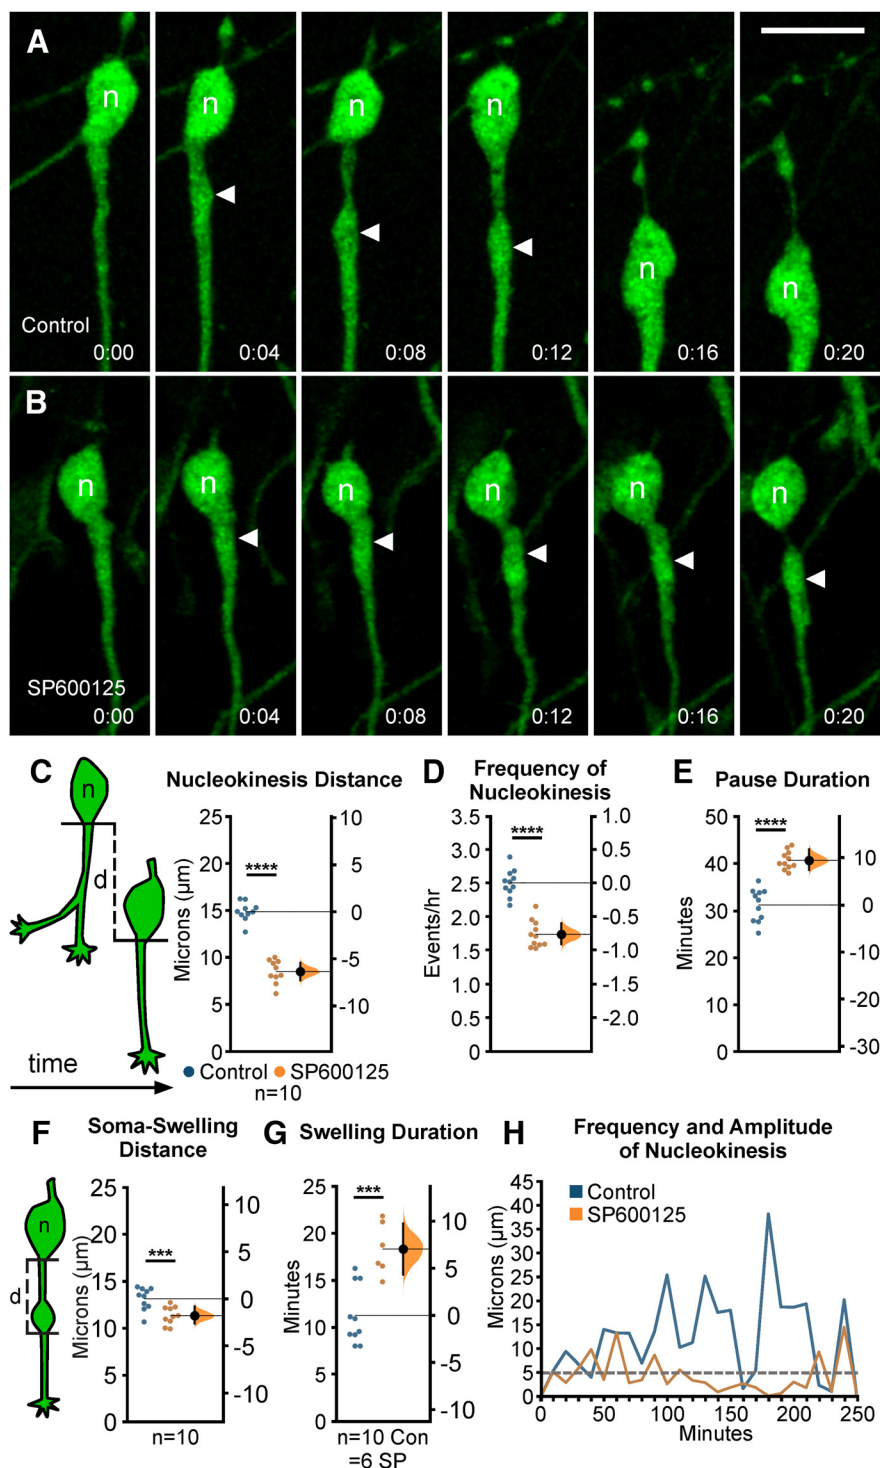 A
n
n
n
n
n
n
Control
0:00
0:04
0:08
0:12
0:16
0:20
B
n
n
n
n
n
n
SP600125
0:00
0:04
0:08
0:12
0:16
0:20
C
n
d
time
Nucleokinesis Distance
Microns (µm)
25
20
15
10
5
0
****
10
5
0
-5
-10
Control
SP600125
n=10
D
Frequency of
Nucleokinesis
Events/hr
3.5
3.0
2.5
2.0
1.5
1.0
0.5
0
****
1.0
0.5
0.0
-0.5
-1.0
-1.5
-2.0
E
Pause Duration
Minutes
50
40
30
20
10
0
****
10
0
-10
-20
-30
F
n
d
Soma-Swelling
Distance
Microns (µm)
25
20
15
10
5
0
***
10
5
0
-5
-10
n=10
G
Swelling Duration
Minutes
25
20
15
10
5
0
***
10
5
0
-5
-10
n=10 Con
=6 SP
H
Frequency and Amplitude
of Nucleokinesis
Microns (µm)
45
40
35
30
25
20
15
10
5
0
Control
SP600125
0
50
100
150
200
250
Minutes